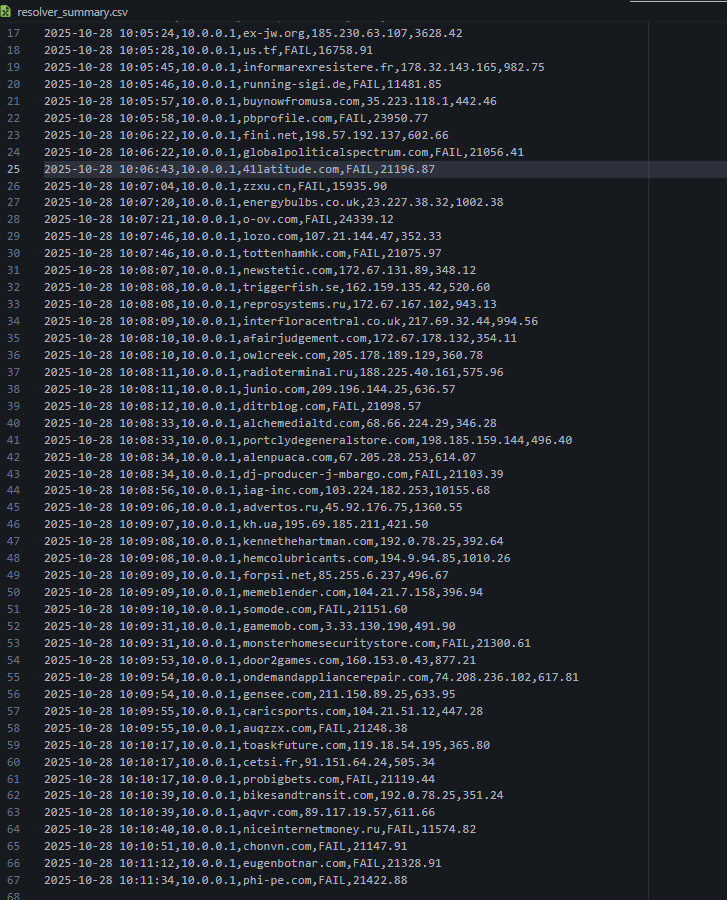 resolver_summary.csv
17 2025-10-28 10:05:24,10.0.0.1,ex-jw.org,185.230.63.107,3628.42
18 2025-10-28 10:05:28,10.0.0.1,us.tf,FAIL,16758.91
19 2025-10-28 10:05:45,10.0.0.1,informarexresistere.fr,178.32.143.165,982.75
20 2025-10-28 10:05:46,10.0.0.1,running-sigi.de,FAIL,11481.85
21 2025-10-28 10:05:57,10.0.0.1,buynowfromusa.com,35.223.118.1,442.46
22 2025-10-28 10:05:58,10.0.0.1,pbprofile.com,FAIL,23950.77
23 2025-10-28 10:06:22,10.0.0.1,fini.net,198.57.192.137,602.66
24 2025-10-28 10:06:22,10.0.0.1,globalpoliticalspectrum.com,FAIL,21056.41
25 2025-10-28 10:06:43,10.0.0.1,41latitude.com,FAIL,21196.87
26 2025-10-28 10:07:04,10.0.0.1,zzxu.cn,FAIL,15935.90
27 2025-10-28 10:07:20,10.0.0.1,energybulbs.co.uk,23.227.38.32,1002.38
28 2025-10-28 10:07:21,10.0.0.1,o-ov.com,FAIL,24339.12
29 2025-10-28 10:07:46,10.0.0.1,lozo.com,107.21.144.47,352.33
30 2025-10-28 10:07:46,10.0.0.1,tottenhamhk.com,FAIL,21075.97
31 2025-10-28 10:08:07,10.0.0.1,newstetic.com,172.67.131.89,348.12
32 2025-10-28 10:08:08,10.0.0.1,triggerfish.se,162.159.135.42,520.60
33 2025-10-28 10:08:08,10.0.0.1,reprosystems.ru,172.67.167.102,943.13
34 2025-10-28 10:08:09,10.0.0.1,interfloracentral.co.uk,217.69.32.44,994.56
35 2025-10-28 10:08:10,10.0.0.1,afairjudgement.com,172.67.178.132,354.11
36 2025-10-28 10:08:10,10.0.0.1,owlcreek.com,205.178.189.129,360.78
37 2025-10-28 10:08:11,10.0.0.1,radioterminal.ru,188.225.40.161,575.96
38 2025-10-28 10:08:11,10.0.0.1,junio.com,209.196.144.25,636.57
39 2025-10-28 10:08:12,10.0.0.1,ditrblog.com,FAIL,21098.57
40 2025-10-28 10:08:33,10.0.0.1,alchemedialtd.com,68.66.224.29,346.28
41 2025-10-28 10:08:33,10.0.0.1,portclydegeneralstore.com,198.185.159.144,496.40
42 2025-10-28 10:08:34,10.0.0.1,alenpuaca.com,67.205.28.253,614.07
43 2025-10-28 10:08:34,10.0.0.1,dj-producer-j-mbargo.com,FAIL,21103.39
44 2025-10-28 10:08:56,10.0.0.1,iag-inc.com,103.224.182.253,10155.68
45 2025-10-28 10:09:06,10.0.0.1,advertos.ru,45.92.176.75,1360.55
46 2025-10-28 10:09:07,10.0.0.1,kh.ua,195.69.185.211,421.50
47 2025-10-28 10:09:08,10.0.0.1,kennethehartman.com,192.0.78.25,392.64
48 2025-10-28 10:09:08,10.0.0.1,hemcolubricants.com,194.9.94.85,1010.26
49 2025-10-28 10:09:09,10.0.0.1,forpsi.net,85.255.6.237,496.67
50 2025-10-28 10:09:09,10.0.0.1,memeblender.com,104.21.7.158,396.94
51 2025-10-28 10:09:10,10.0.0.1,somode.com,FAIL,21151.60
52 2025-10-28 10:09:31,10.0.0.1,gamemob.com,3.33.130.190,491.90
53 2025-10-28 10:09:31,10.0.0.1,monsterhomesecuritystore.com,FAIL,21300.61
54 2025-10-28 10:09:53,10.0.0.1,door2games.com,160.153.0.43,877.21
55 2025-10-28 10:09:54,10.0.0.1,ondemandappliancerepair.com,74.208.236.102,617.81
56 2025-10-28 10:09:54,10.0.0.1,gensee.com,211.150.89.25,633.95
57 2025-10-28 10:09:55,10.0.0.1,caricsports.com,104.21.51.12,447.28
58 2025-10-28 10:09:55,10.0.0.1,auqzzx.com,FAIL,21248.38
59 2025-10-28 10:10:17,10.0.0.1,toaskfuture.com,119.18.54.195,365.80
60 2025-10-28 10:10:17,10.0.0.1,cetsi.fr,91.151.64.24,505.34
61 2025-10-28 10:10:17,10.0.0.1,probigbets.com,FAIL,21119.44
62 2025-10-28 10:10:39,10.0.0.1,bikesandtransit.com,192.0.78.25,351.24
63 2025-10-28 10:10:39,10.0.0.1,aqvr.com,89.117.19.57,611.66
64 2025-10-28 10:10:40,10.0.0.1,niceinternetmoney.ru,FAIL,11574.82
65 2025-10-28 10:10:51,10.0.0.1,chonvn.com,FAIL,21147.91
66 2025-10-28 10:11:12,10.0.0.1,eugenbotnar.com,FAIL,21328.91
67 2025-10-28 10:11:34,10.0.0.1,phi-pe.com,FAIL,21422.88
68